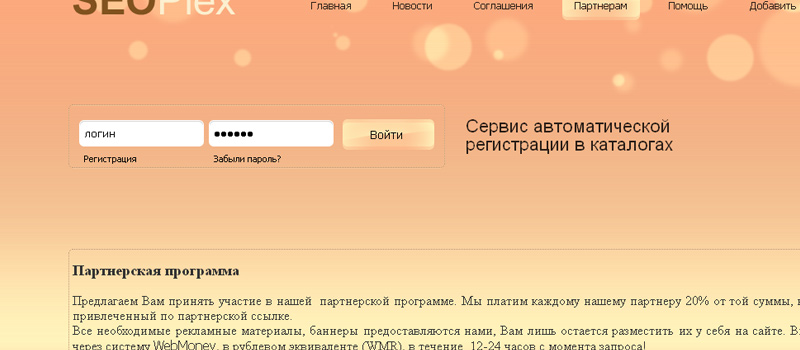 SEOPlex
Главная Новости Соглашения Партнерам Помощь Добавить
логин Войти
Регистрация Забыли пароль?
Сервис автоматической
регистрации в каталогах
Партнерская программа
Предлагаем Вам принять участие в нашей партнерской программе. Мы платим каждому нашему партнеру 20% от той суммы,
привлеченный по партнерской ссылке.
Все необходимые рекламные материалы, баннеры предоставляются нами, Вам лишь остается разместить их у себя на сайте.
через систему WebMoney, в рублевом эквиваленте (WMR), в течение 12-24 часов с момента запроса!